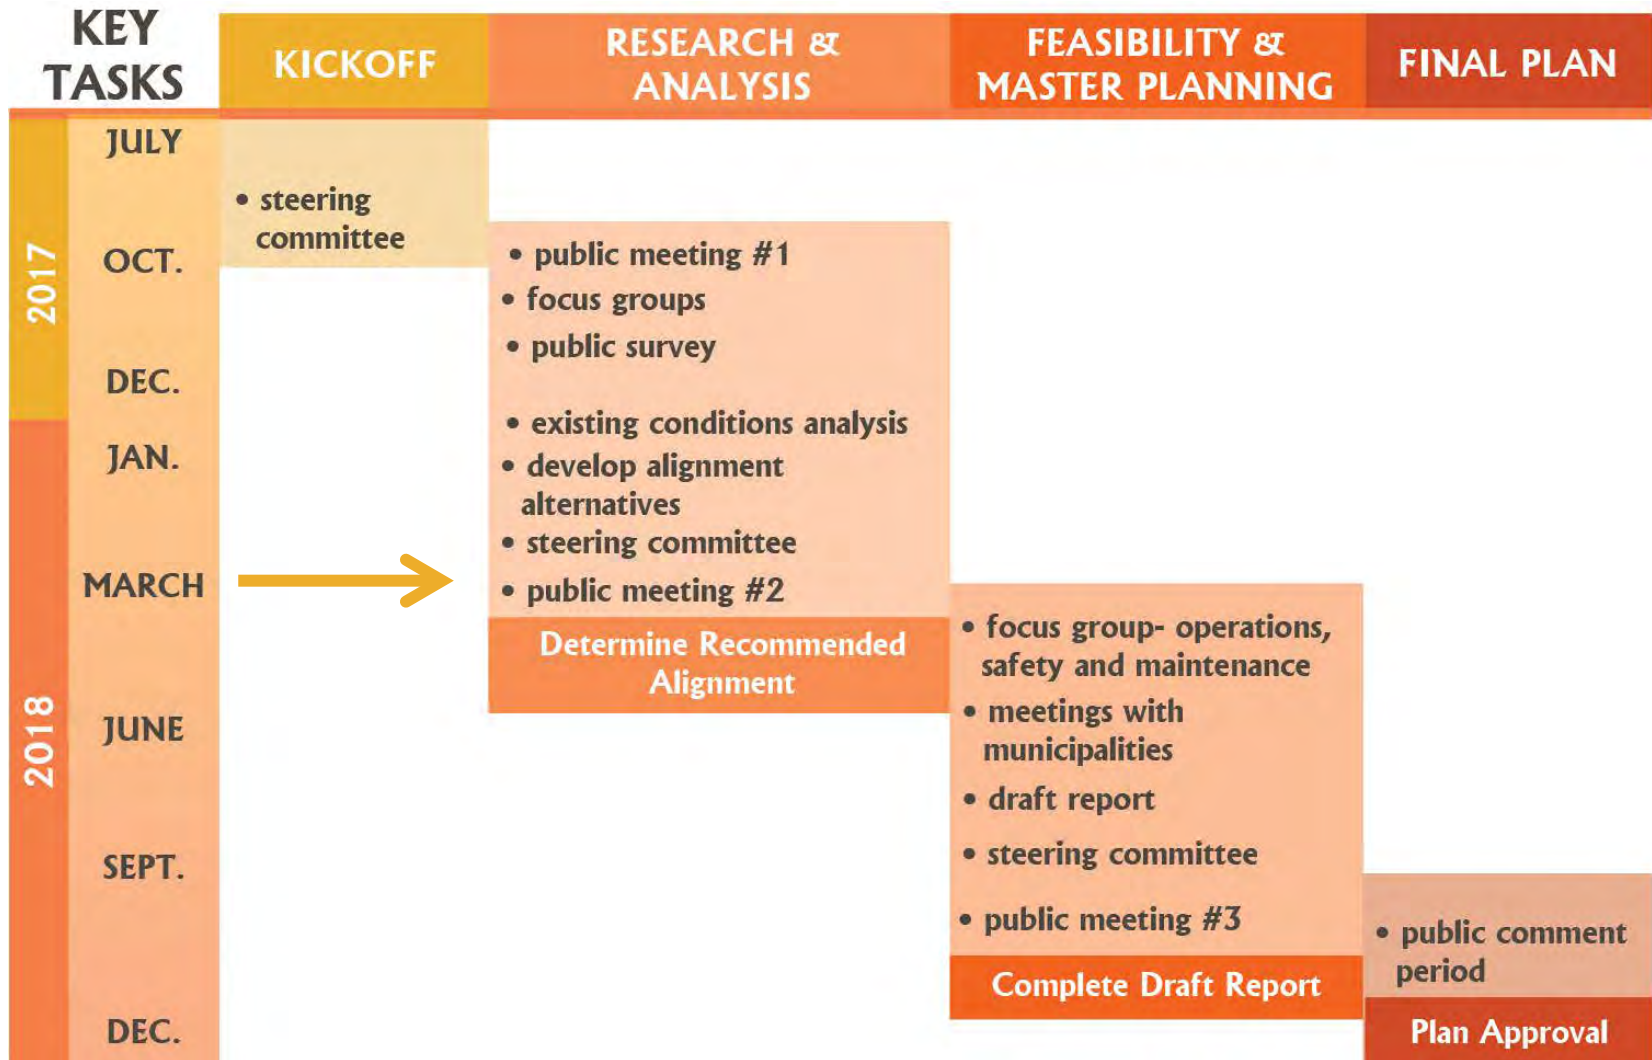 KEY
TASKS
KICKOFF
RESEARCH &
ANALYSIS
FEASIBILITY &
MASTER PLANNING
FINAL PLAN
2017
JULY
OCT.
DEC.
2018
JAN.
MARCH
JUNE
SEPT.
DEC.
• steering
committee
• public meeting #1
• focus groups
• public survey
• existing conditions analysis
• develop alignment
alternatives
• steering committee
• public meeting #2
Determine Recommended
Alignment
• focus group- operations,
safety and maintenance
• meetings with
municipalities
• draft report
• steering committee
• public meeting #3
Complete Draft Report
• public comment
period
Plan Approval